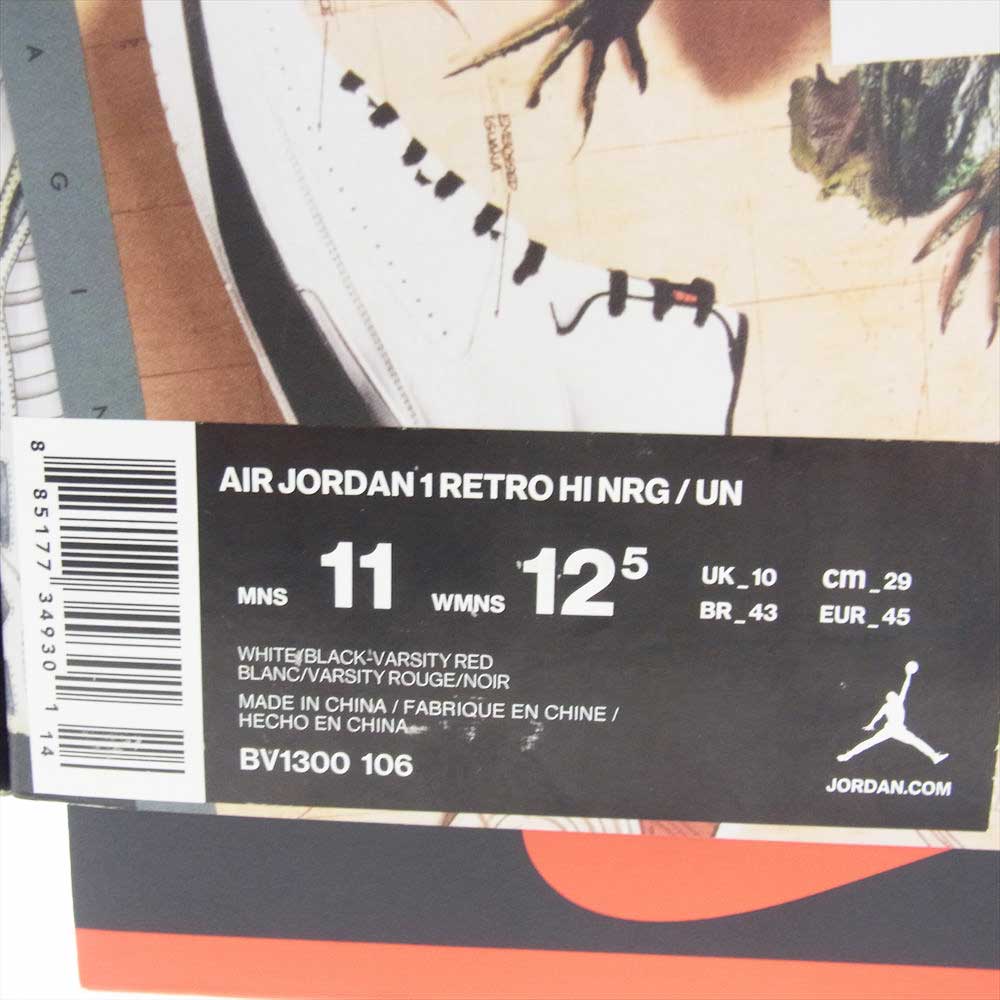 A
G
I
N
AIR JORDAN 1 RETRO HI NRG / UN
MNS 11 WMNS 12 5 UK_10 cm_29
BR_43 EUR_45
WHITE/BLACK-VARSITY RED
BLANC/VARSITY ROUGE/NOIR
MADE IN CHINA / FABRIQUE EN CHINE /
HECHO EN CHINA
BV1300 106
JORDAN.COM
8 85177 34930 1 14